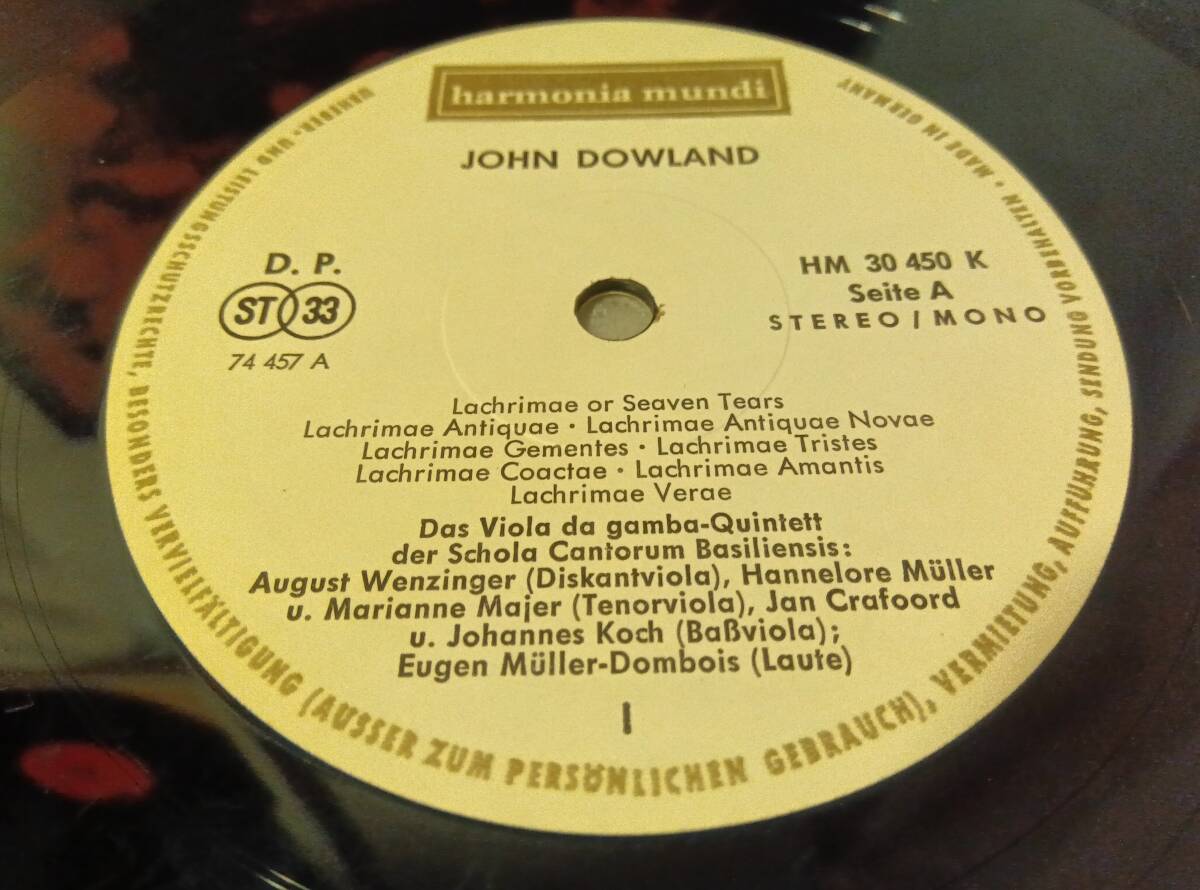 harmonia mundi
JOHN DOWLAND
D. P.
ST 33
74 457 A
HM 30 450 K
Seite A
STEREO / MONO
Lachrimae or Seaven Tears
Lachrimae Antiquae · Lachrimae Antiquae Novae
Lachrimae Gementes · Lachrimae Tristes
Lachrimae Coactae · Lachrimae Amantis
Lachrimae Verae
Das Viola da gamba-Quintett
der Schola Cantorum Basiliensis:
August Wenzinger (Diskantviola), Hannelore Müller
u. Marianne Majer (Tenorviola), Jan Crafoord
u. Johannes Koch (Baßviola);
Eugen Müller-Dombois (Laute)
I
URHEBER- UND LEISTUNGSSCHUTZRECHTE, BESONDERS VERVIELFÄLTIGUNG (AUSSER ZUM PERSÖNLICHEN GEBRAUCH), VERMIETUNG, AUFFÜHRUNG, SENDUNG VORBEHALTEN • MADE IN GERMANY